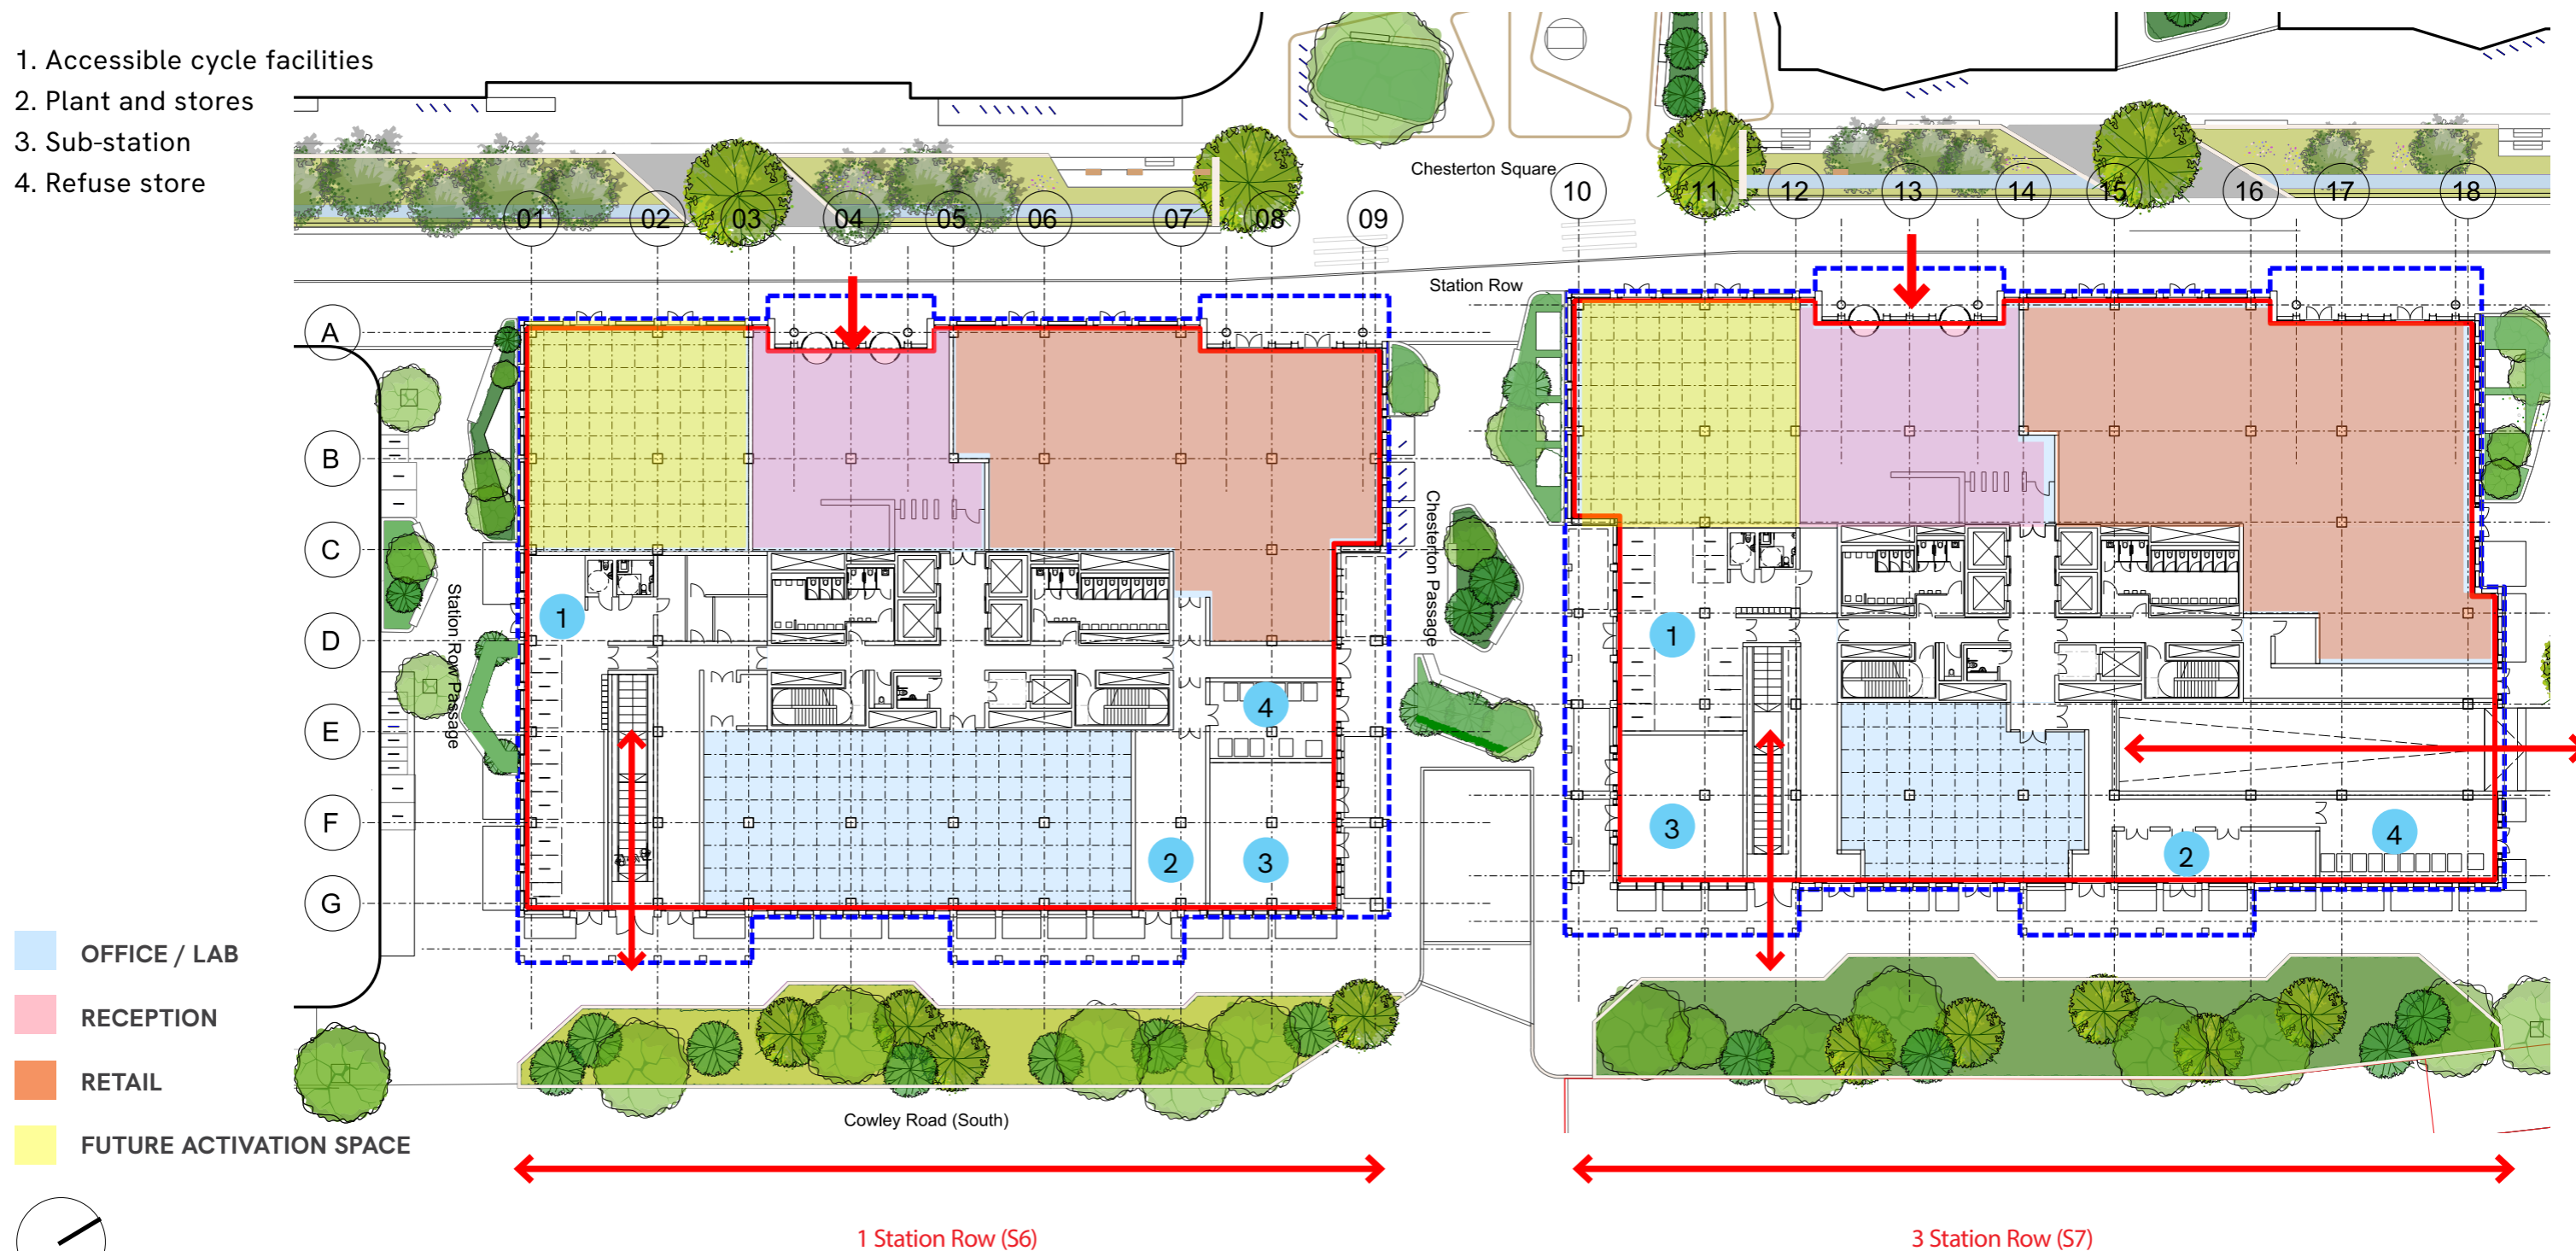 1. Accessible cycle facilities
2. Plant and stores
3. Sub-station
4. Refuse store
Chesterton Square
01 02 03 04 05 06 07 08 09 10 11 12 13 14 15 16 17 18
Station Row
A
B
C
D
E
F
G
Station Row Passage
Chesterton Passage
1
4
2
3
1
3
2
4
OFFICE / LAB
RECEPTION
RETAIL
FUTURE ACTIVATION SPACE
Cowley Road (South)
1 Station Row (S6)
3 Station Row (S7)